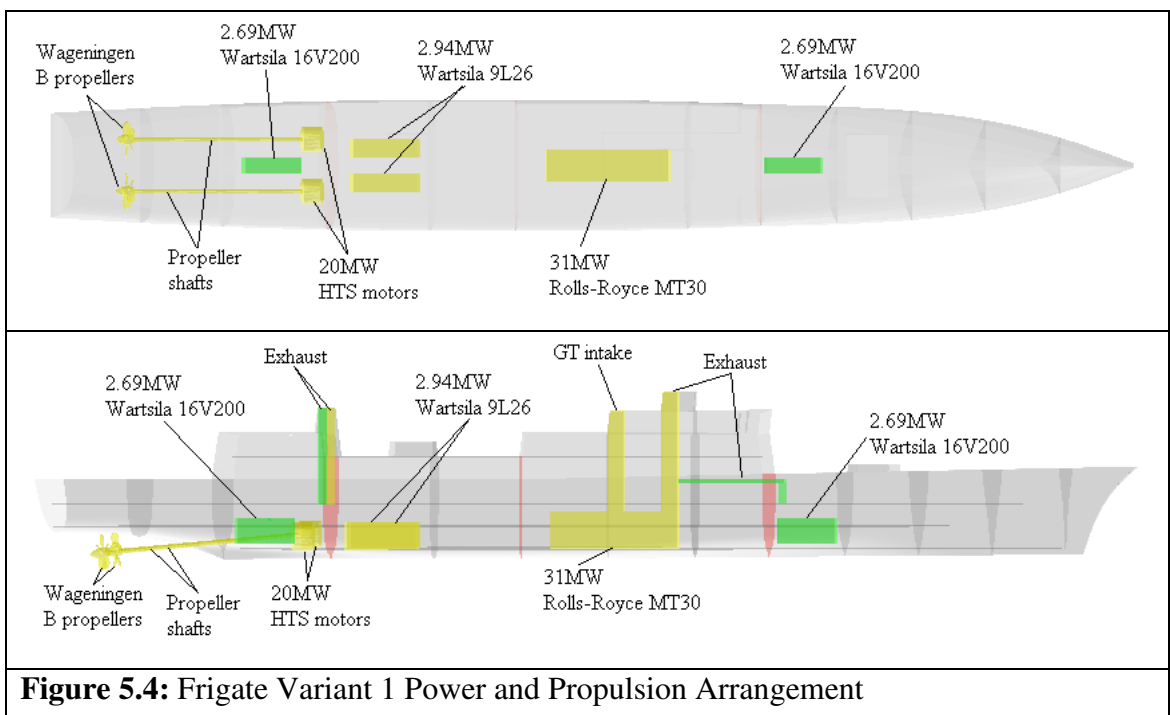 Wageningen
B propellers
2.69MW
Wartsila 16V200
2.94MW
Wartsila 9L26
2.69MW
Wartsila 16V200
Propeller
shafts
20MW
HTS motors
31MW
Rolls-Royce MT30
Exhaust
GT intake
Exhaust
2.69MW
Wartsila 16V200
2.94MW
Wartsila 9L26
2.69MW
Wartsila 16V200
Wageningen
B propellers
Propeller
shafts
20MW
HTS motors
31MW
Rolls-Royce MT30
Figure 5.4: Frigate Variant 1 Power and Propulsion Arrangement